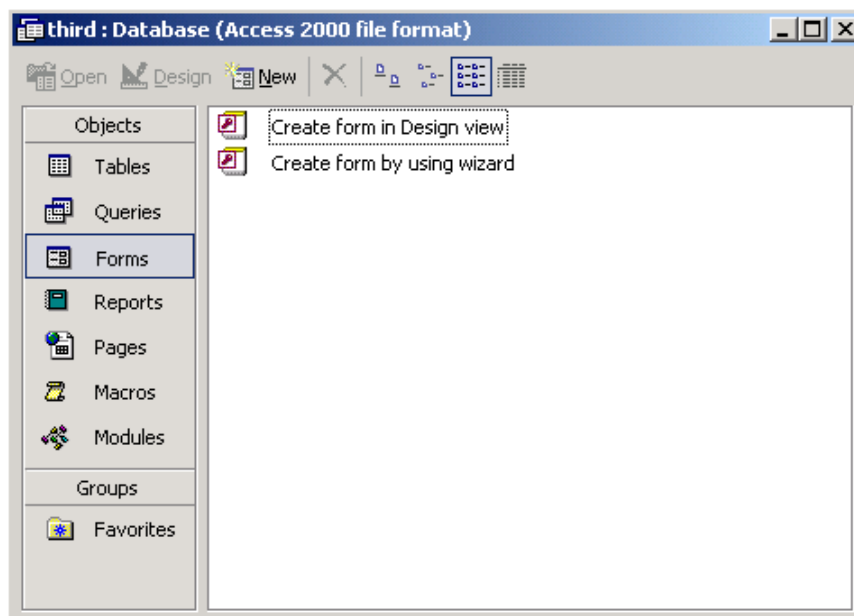 third : Database (Access 2000 file format)
Open Design New
Objects
Tables
Queries
Forms
Reports
Pages
Macros
Modules
Groups
Favorites
Create form in Design view
Create form by using wizard